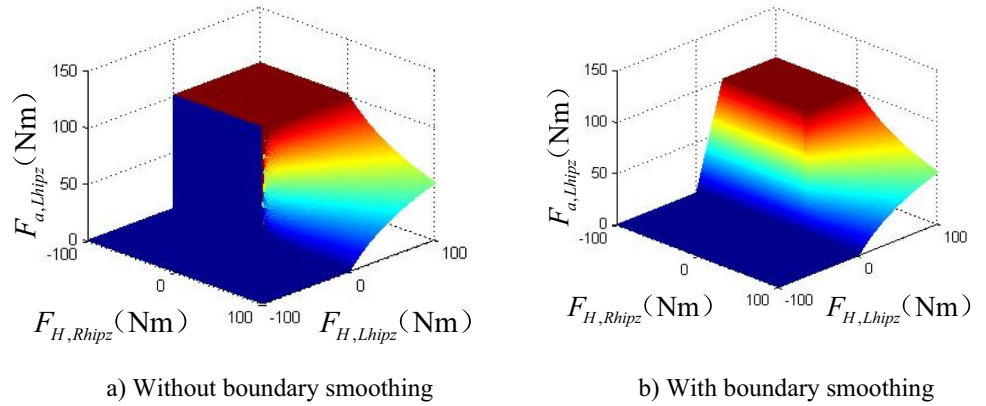 150
100
50
0
-100
0
100
-100
0
100
F_{a,Lhipz}(Nm)
F_{H,Rhipz}(Nm)
F_{H,Lhipz}(Nm)
a) Without boundary smoothing
150
100
50
0
-100
0
100
-100
0
100
F_{a,Lhipz}(Nm)
F_{H,Rhipz}(Nm)
F_{H,Lhipz}(Nm)
b) With boundary smoothing